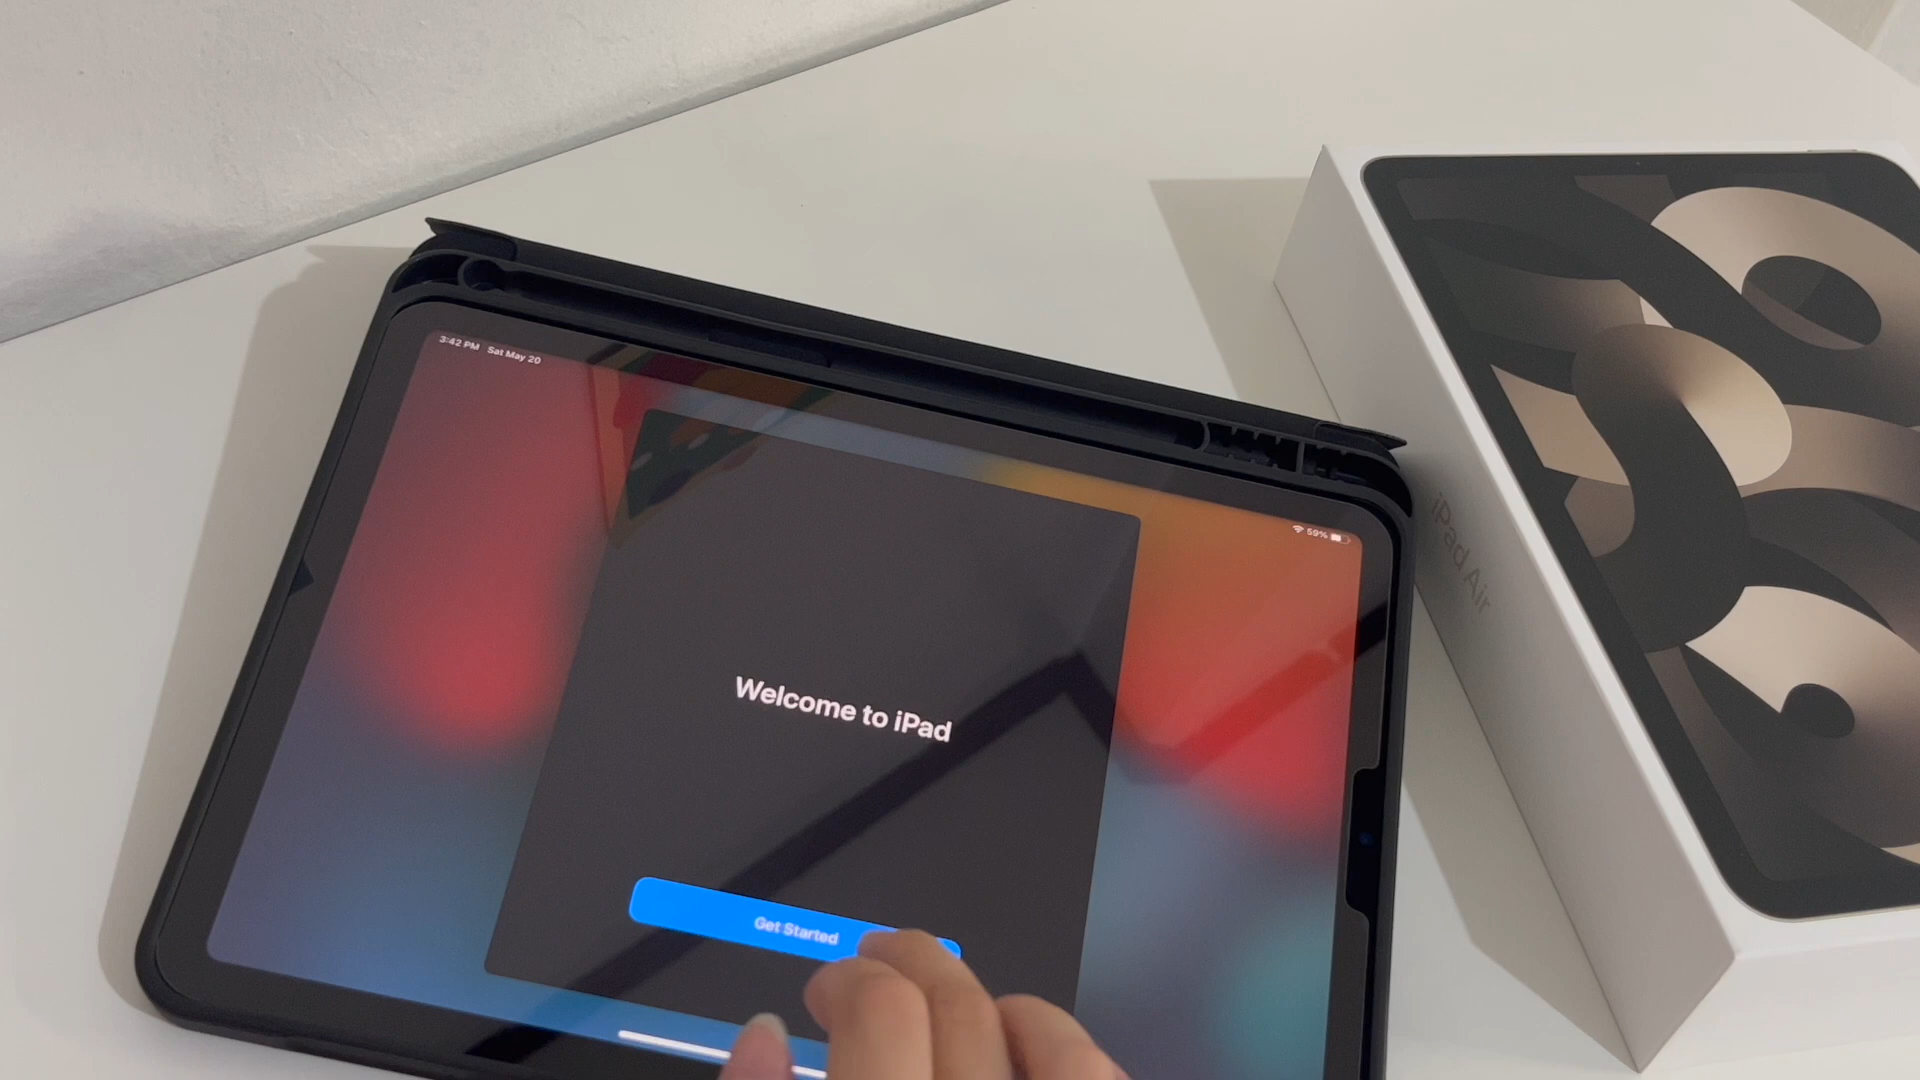 3:42 PM Sat May 20
59%
Welcome to iPad
Get Started
iPad Air